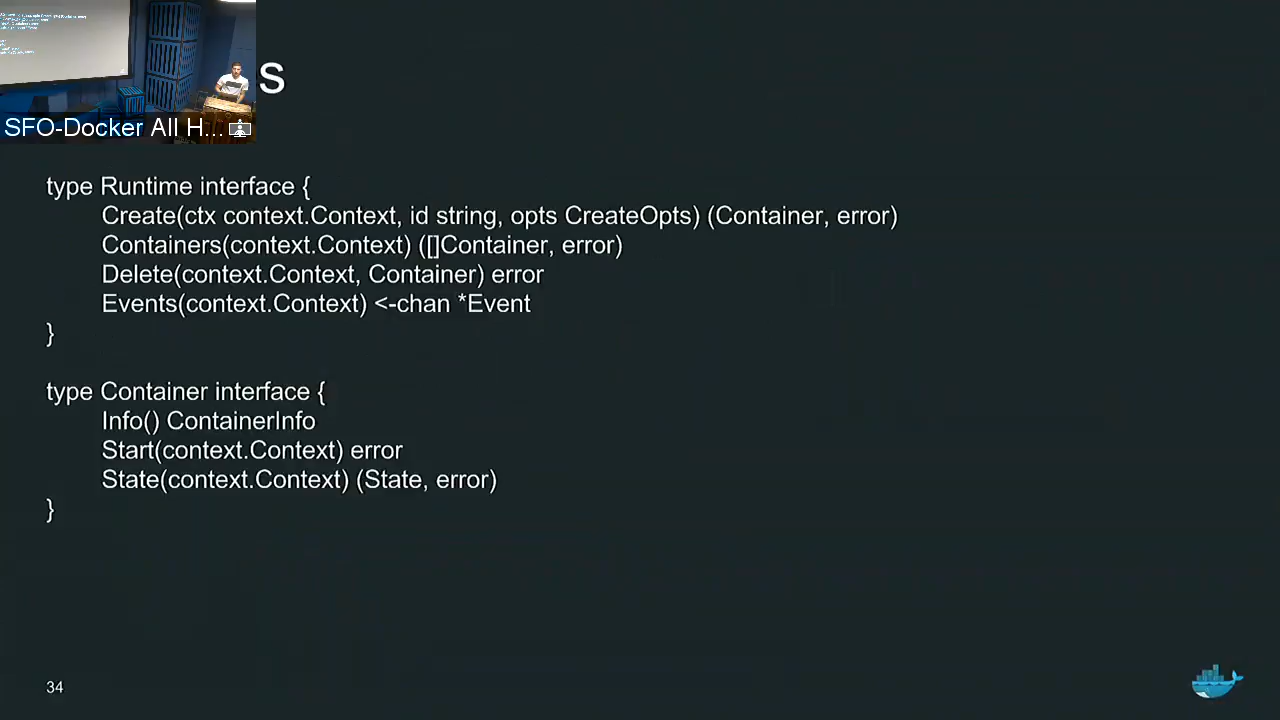 s
SFO-Docker All H...
type Runtime interface {
Create(ctx context.Context, id string, opts CreateOpts) (Container, error)
Containers(context.Context) ([]Container, error)
Delete(context.Context, Container) error
Events(context.Context) <-chan *Event
}
type Container interface {
Info() ContainerInfo
Start(context.Context) error
State(context.Context) (State, error)
}
34